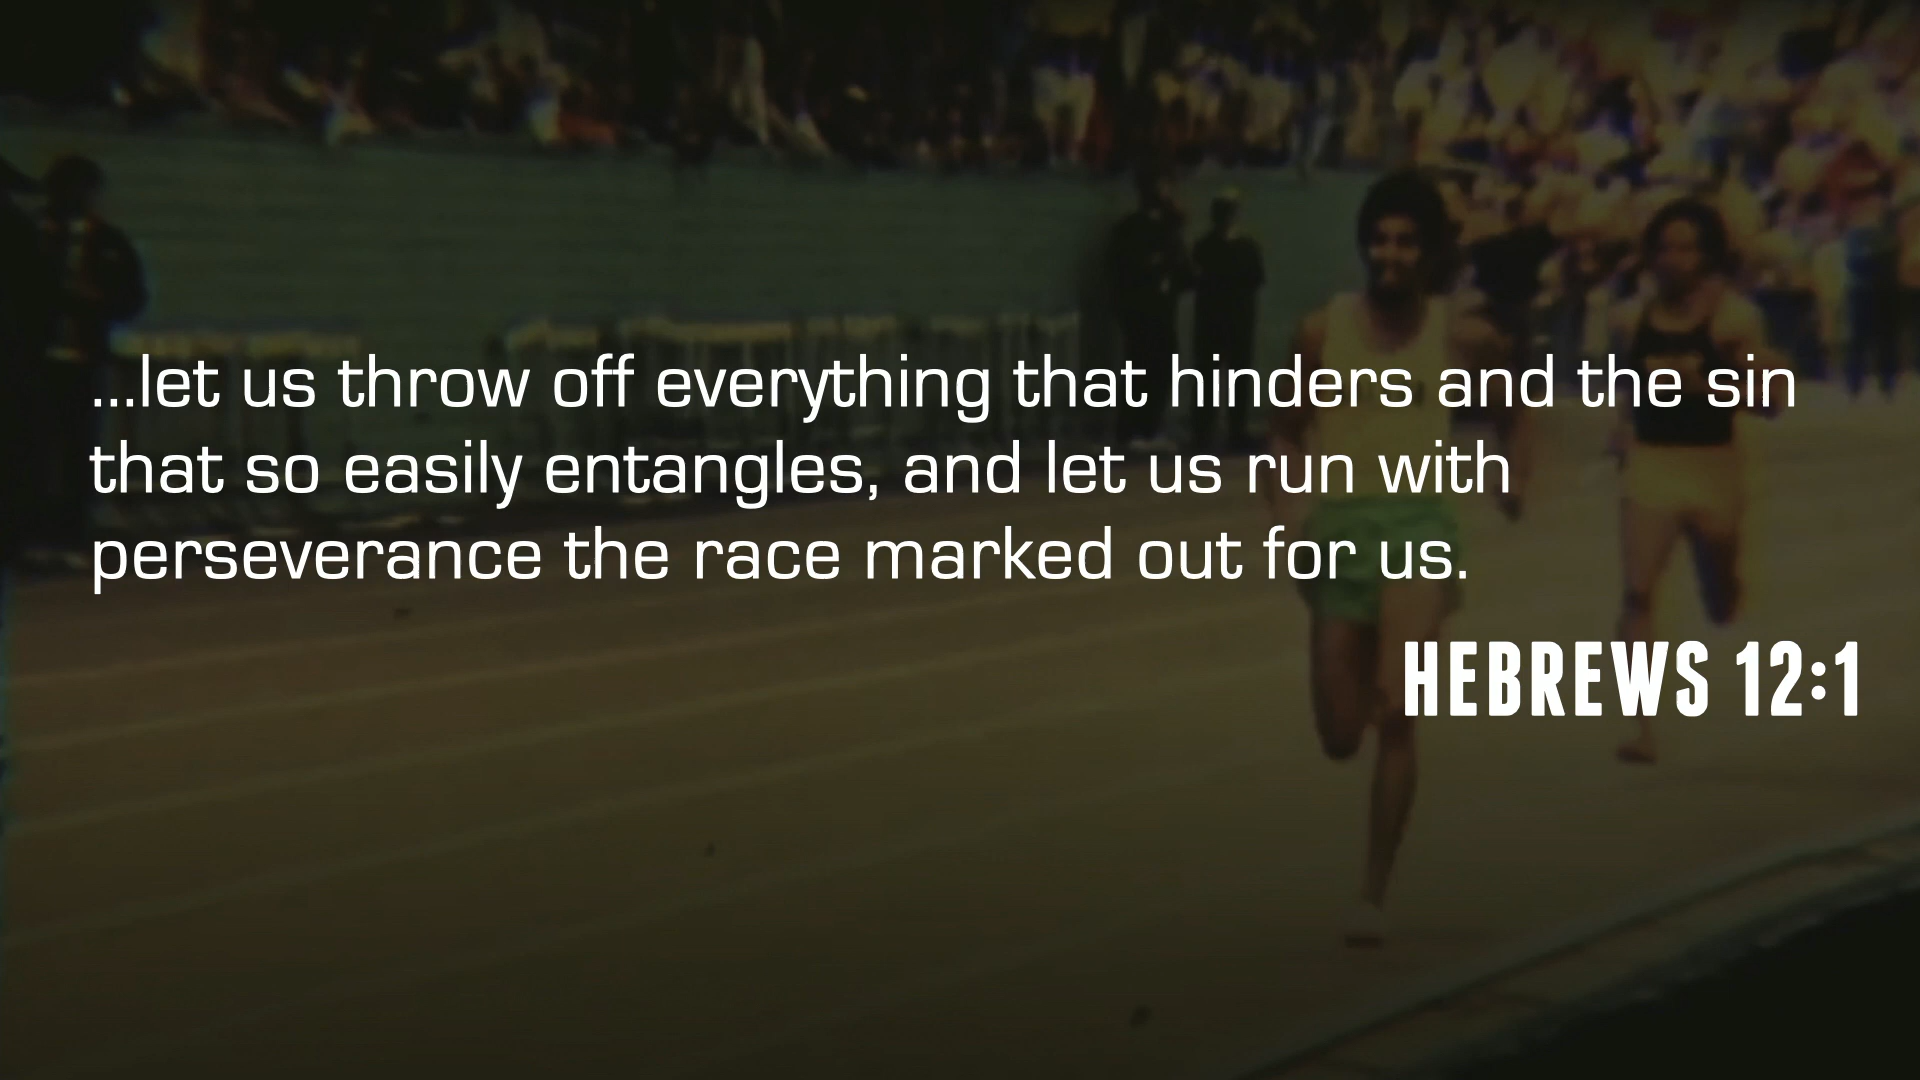 ...let us throw off everything that hinders and the sin
that so easily entangles, and let us run with
perseverance the race marked out for us.
HEBREWS 12:1